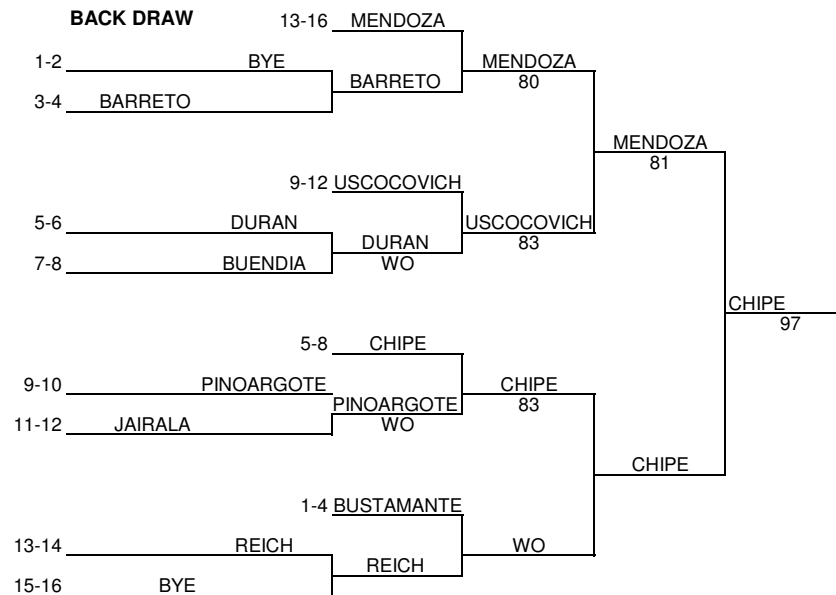 BACK DRAW
13-16 MENDOZA
1-2 BYE
MENDOZA
BARRETO
80
3-4 BARRETO
MENDOZA
81
9-12 USCOCOVICH
5-6 DURAN
USCOCOVICH
DURAN
83
7-8 BUENDIA
WO
CHIPE
97
5-8 CHIPE
9-10 PINOARGOTE
CHIPE
PINOARGOTE
83
11-12 JAIRALA
WO
CHIPE
1-4 BUSTAMANTE
13-14 REICH
WO
REICH
15-16 BYE